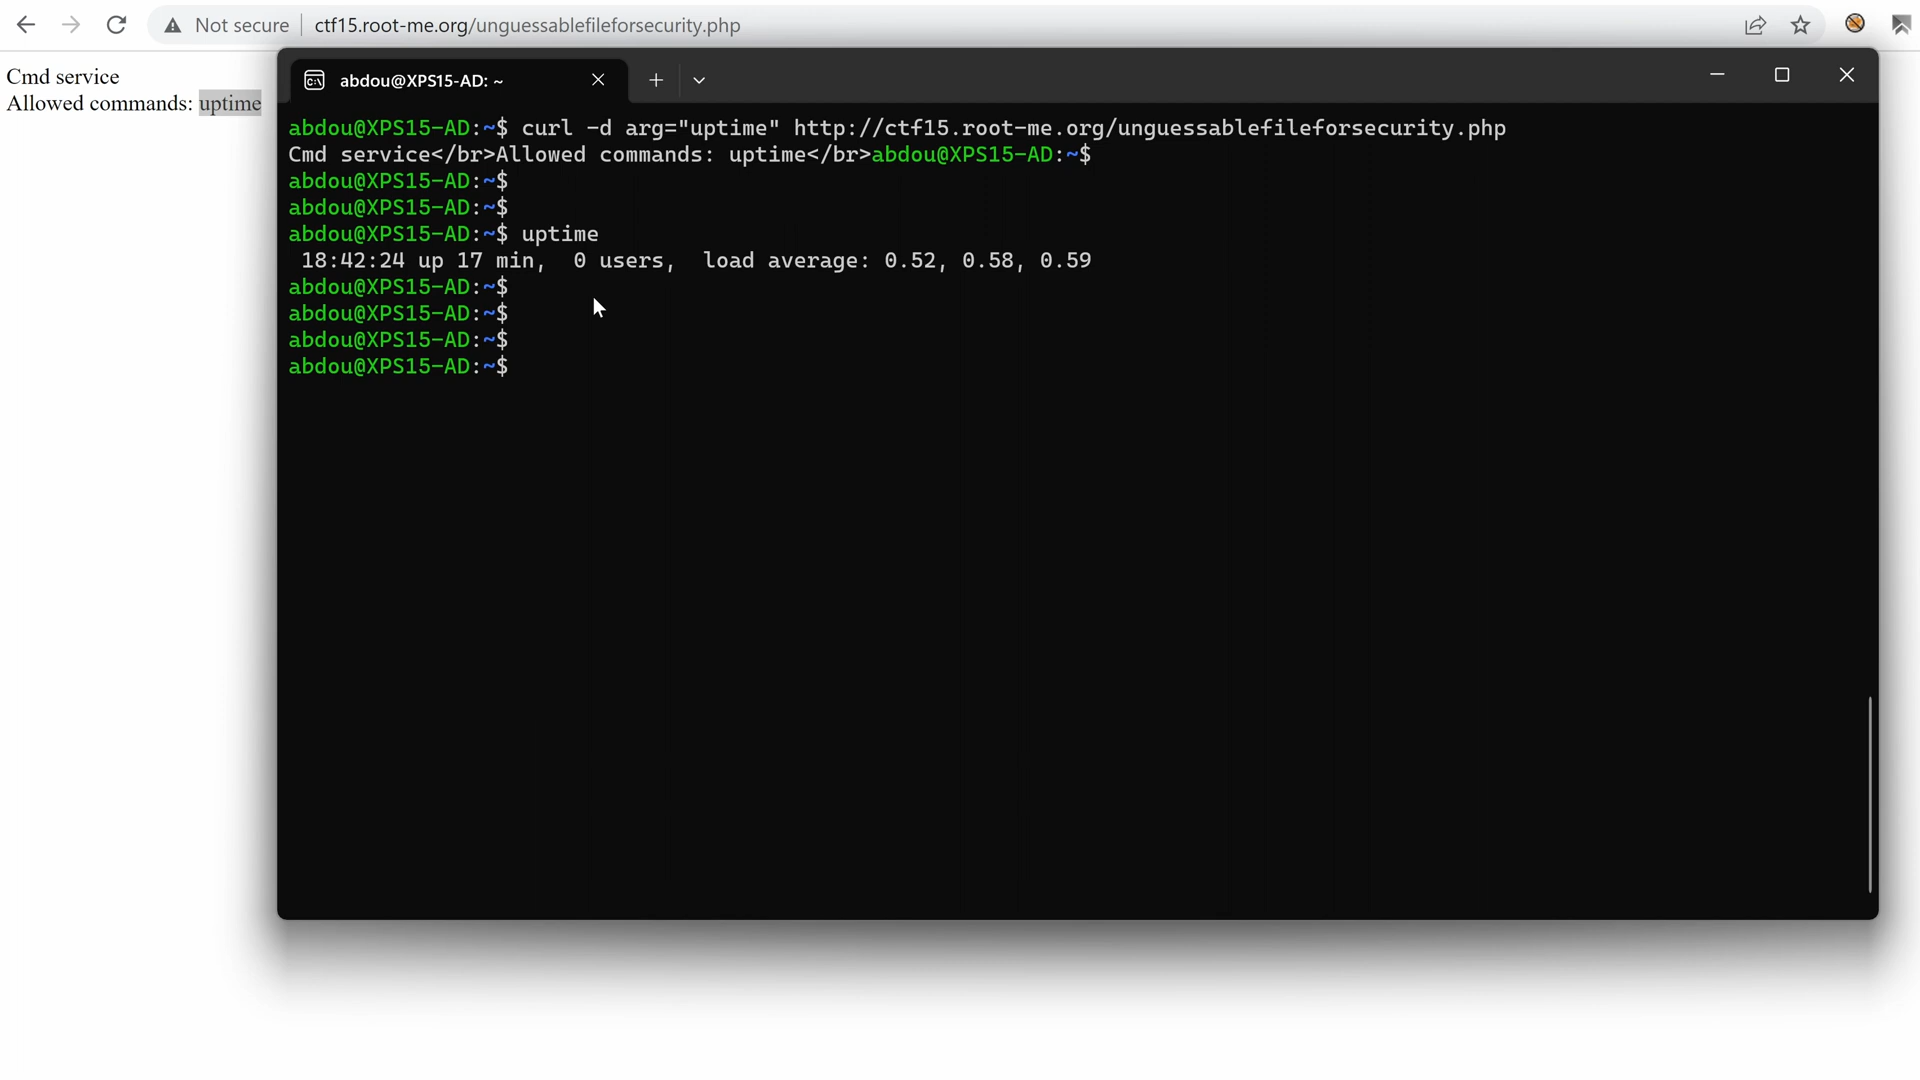 Not secure
ctf15.root-me.org/unguessablefileforsecurity.php
Cmd service
Allowed commands: uptime
abdou@XPS15-AD: ~
abdou@XPS15-AD:~$ curl -d arg="uptime" http://ctf15.root-me.org/unguessablefileforsecurity.php
Cmd service</br>Allowed commands: uptime</br>abdou@XPS15-AD:~$
abdou@XPS15-AD:~$
abdou@XPS15-AD:~$
abdou@XPS15-AD:~$ uptime
18:42:24 up 17 min,  0 users,  load average: 0.52, 0.58, 0.59
abdou@XPS15-AD:~$
abdou@XPS15-AD:~$
abdou@XPS15-AD:~$
abdou@XPS15-AD:~$